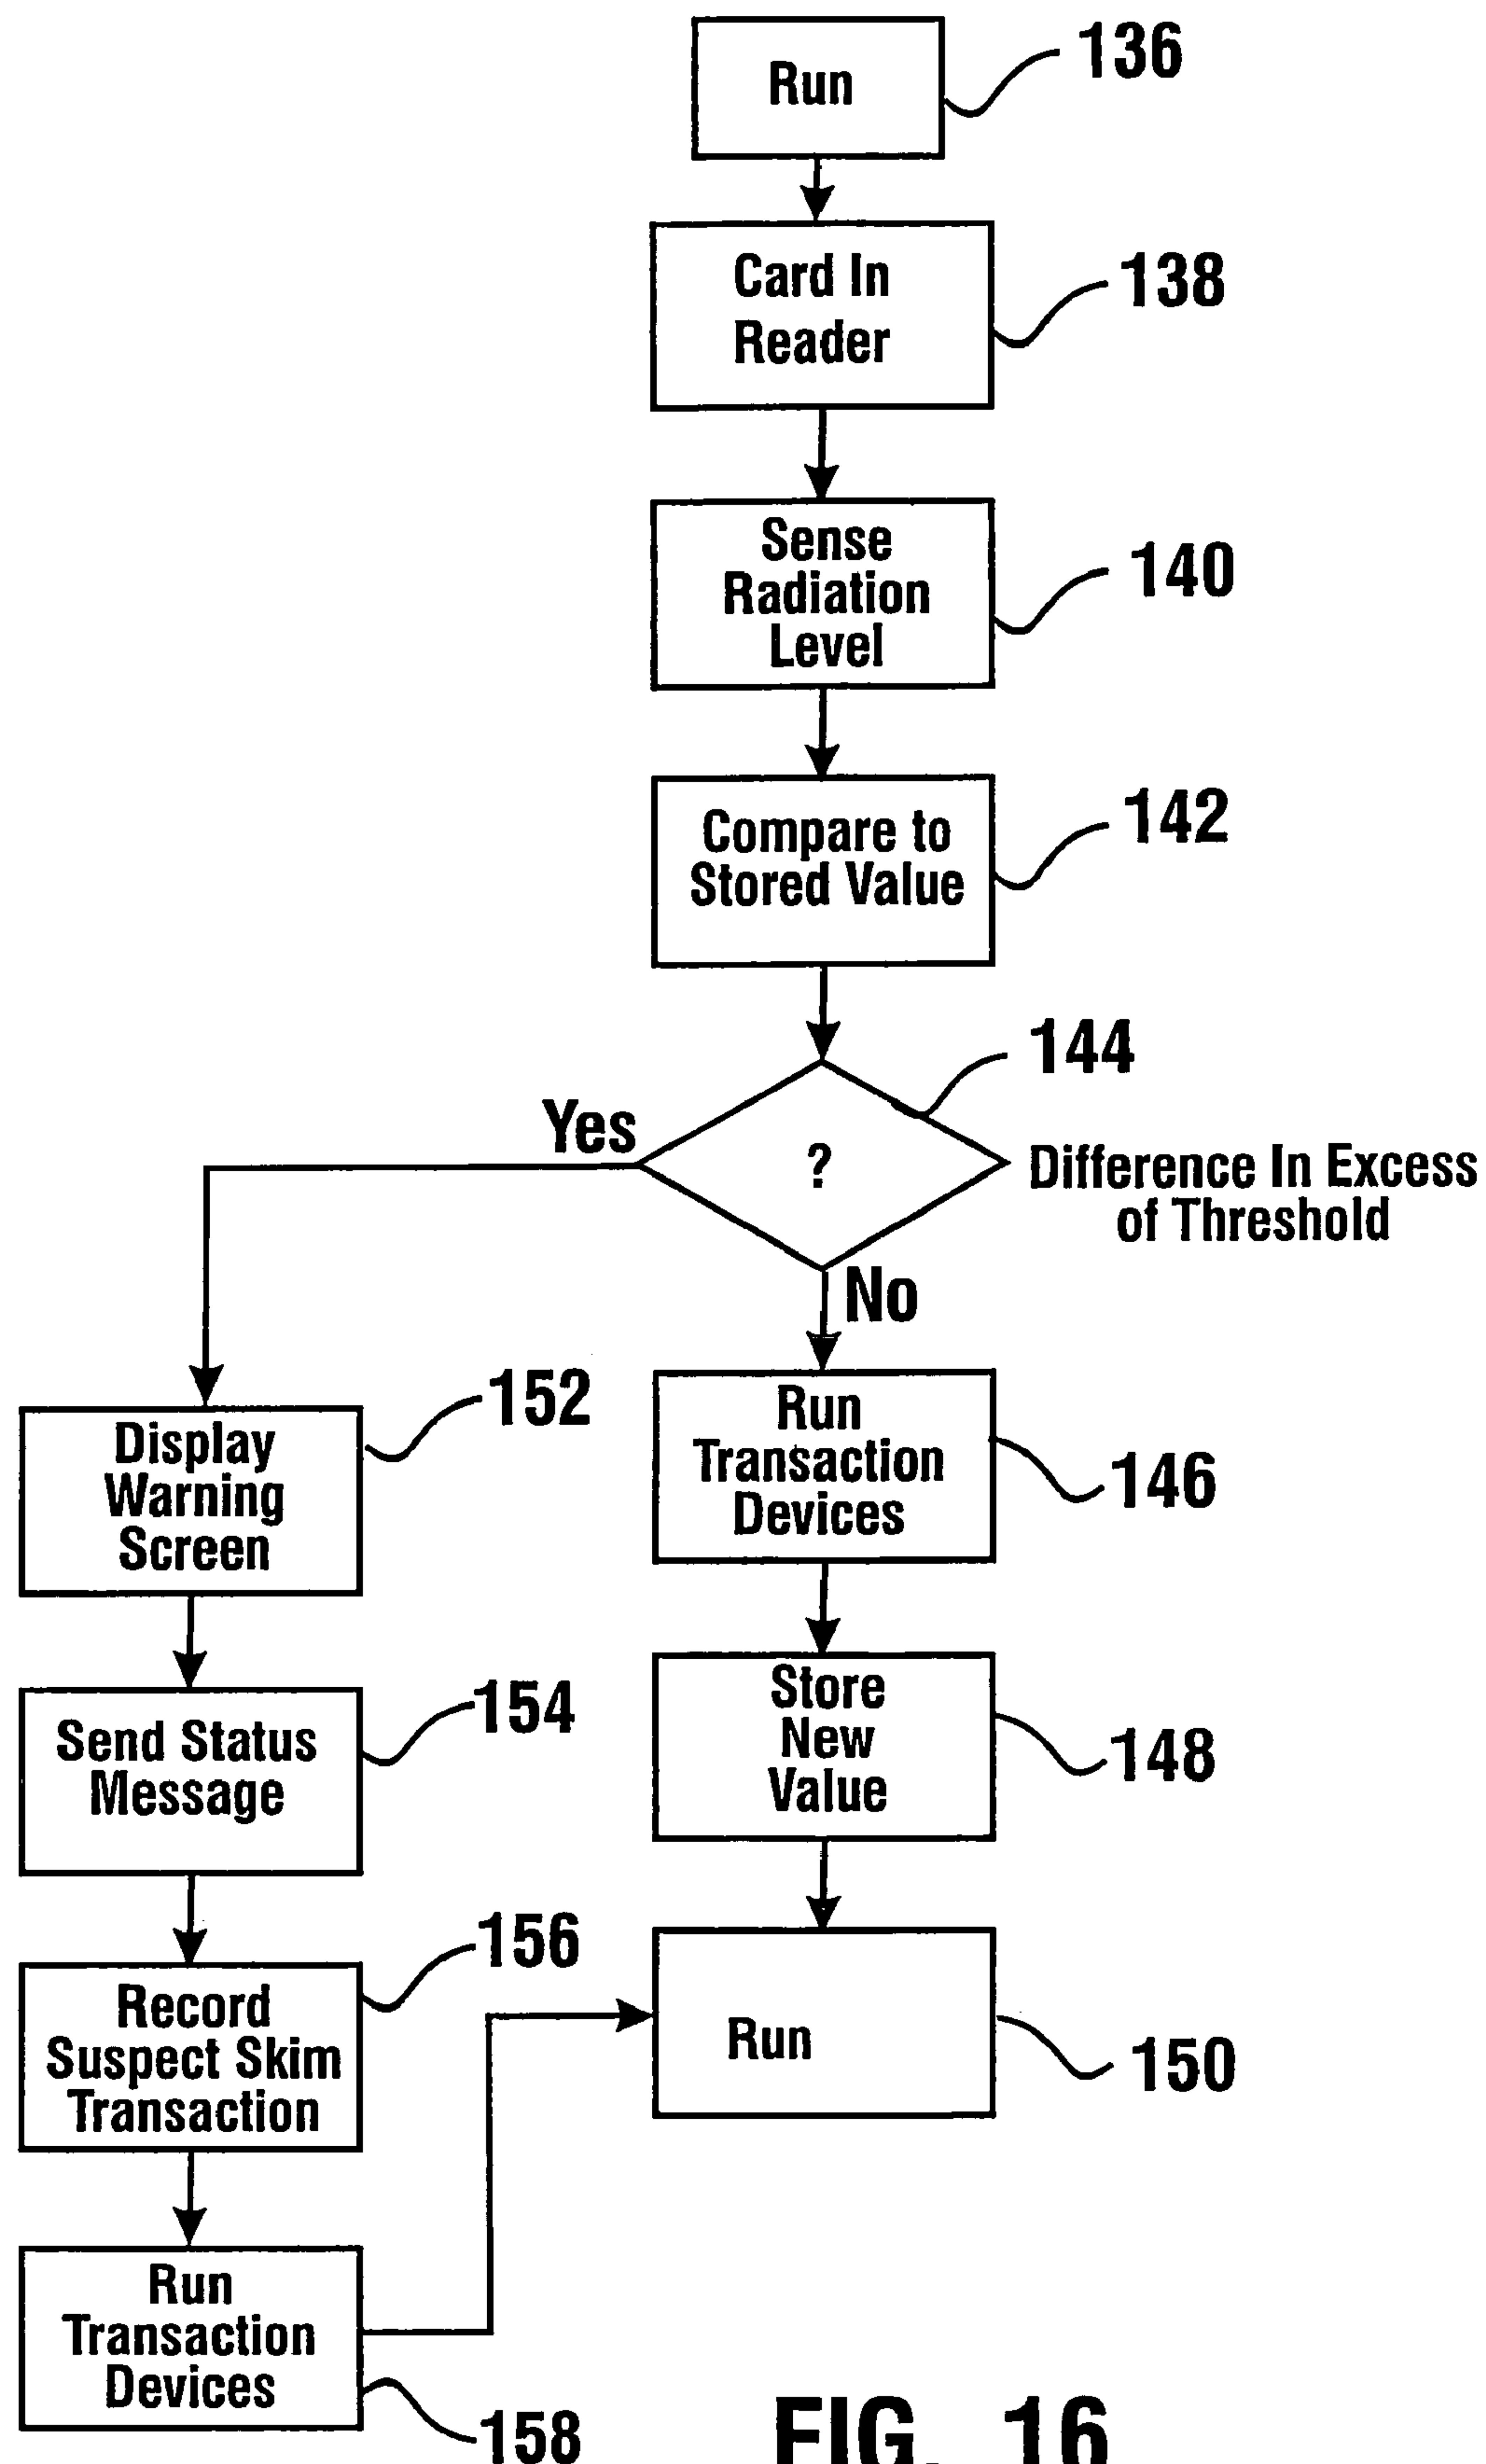 Run
136
Card In
Reader
138
Sense
Radiation
Level
140
Compare to
Stored Value
142
144
Yes
?
Difference In Excess
of Threshold
No
152
Display
Warning
Screen
Run
Transaction
Devices
146
154
Send Status
Message
Store
New
Value
148
156
Record
Suspect Skim
Transaction
Run
150
Run
Transaction
Devices
158
FIG. 16